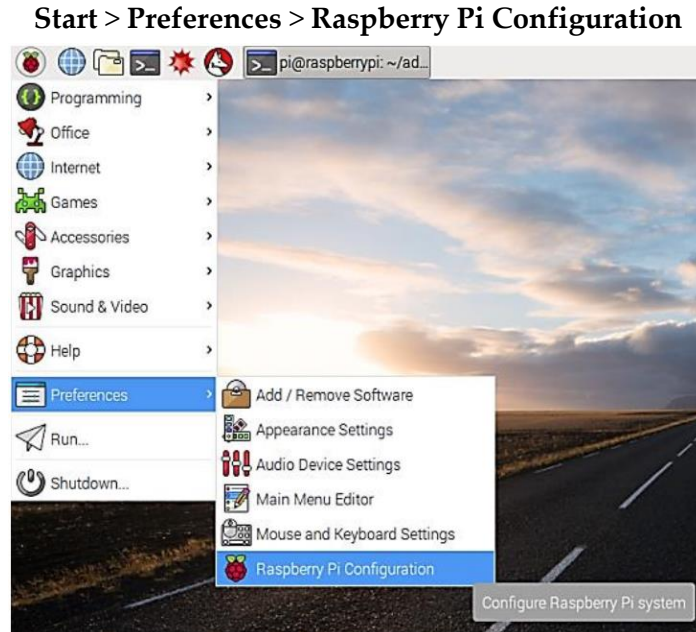 Start > Preferences > Raspberry Pi Configuration
pi@raspberrypi: ~/ad...
Programming
Office
Internet
Games
Accessories
Graphics
Sound & Video
Help
Preferences
Run...
Shutdown...
Add / Remove Software
Appearance Settings
Audio Device Settings
Main Menu Editor
Mouse and Keyboard Settings
Raspberry Pi Configuration
Configure Raspberry Pi system